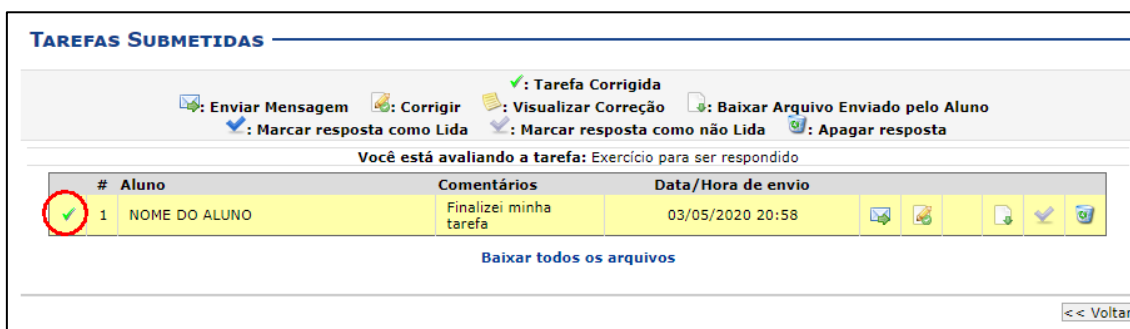 TAREFAS SUBMETIDAS
: Tarefa Corrigida
: Enviar Mensagem : Corrigir : Visualizar Correção : Baixar Arquivo Enviado pelo Aluno
: Marcar resposta como Lida : Marcar resposta como não Lida : Apagar resposta
Você está avaliando a tarefa: Exercício para ser respondido
# Aluno Comentários Data/Hora de envio
1 NOME DO ALUNO Finalizei minha 03/05/2020 20:58
tarefa
Baixar todos os arquivos
<< Voltar